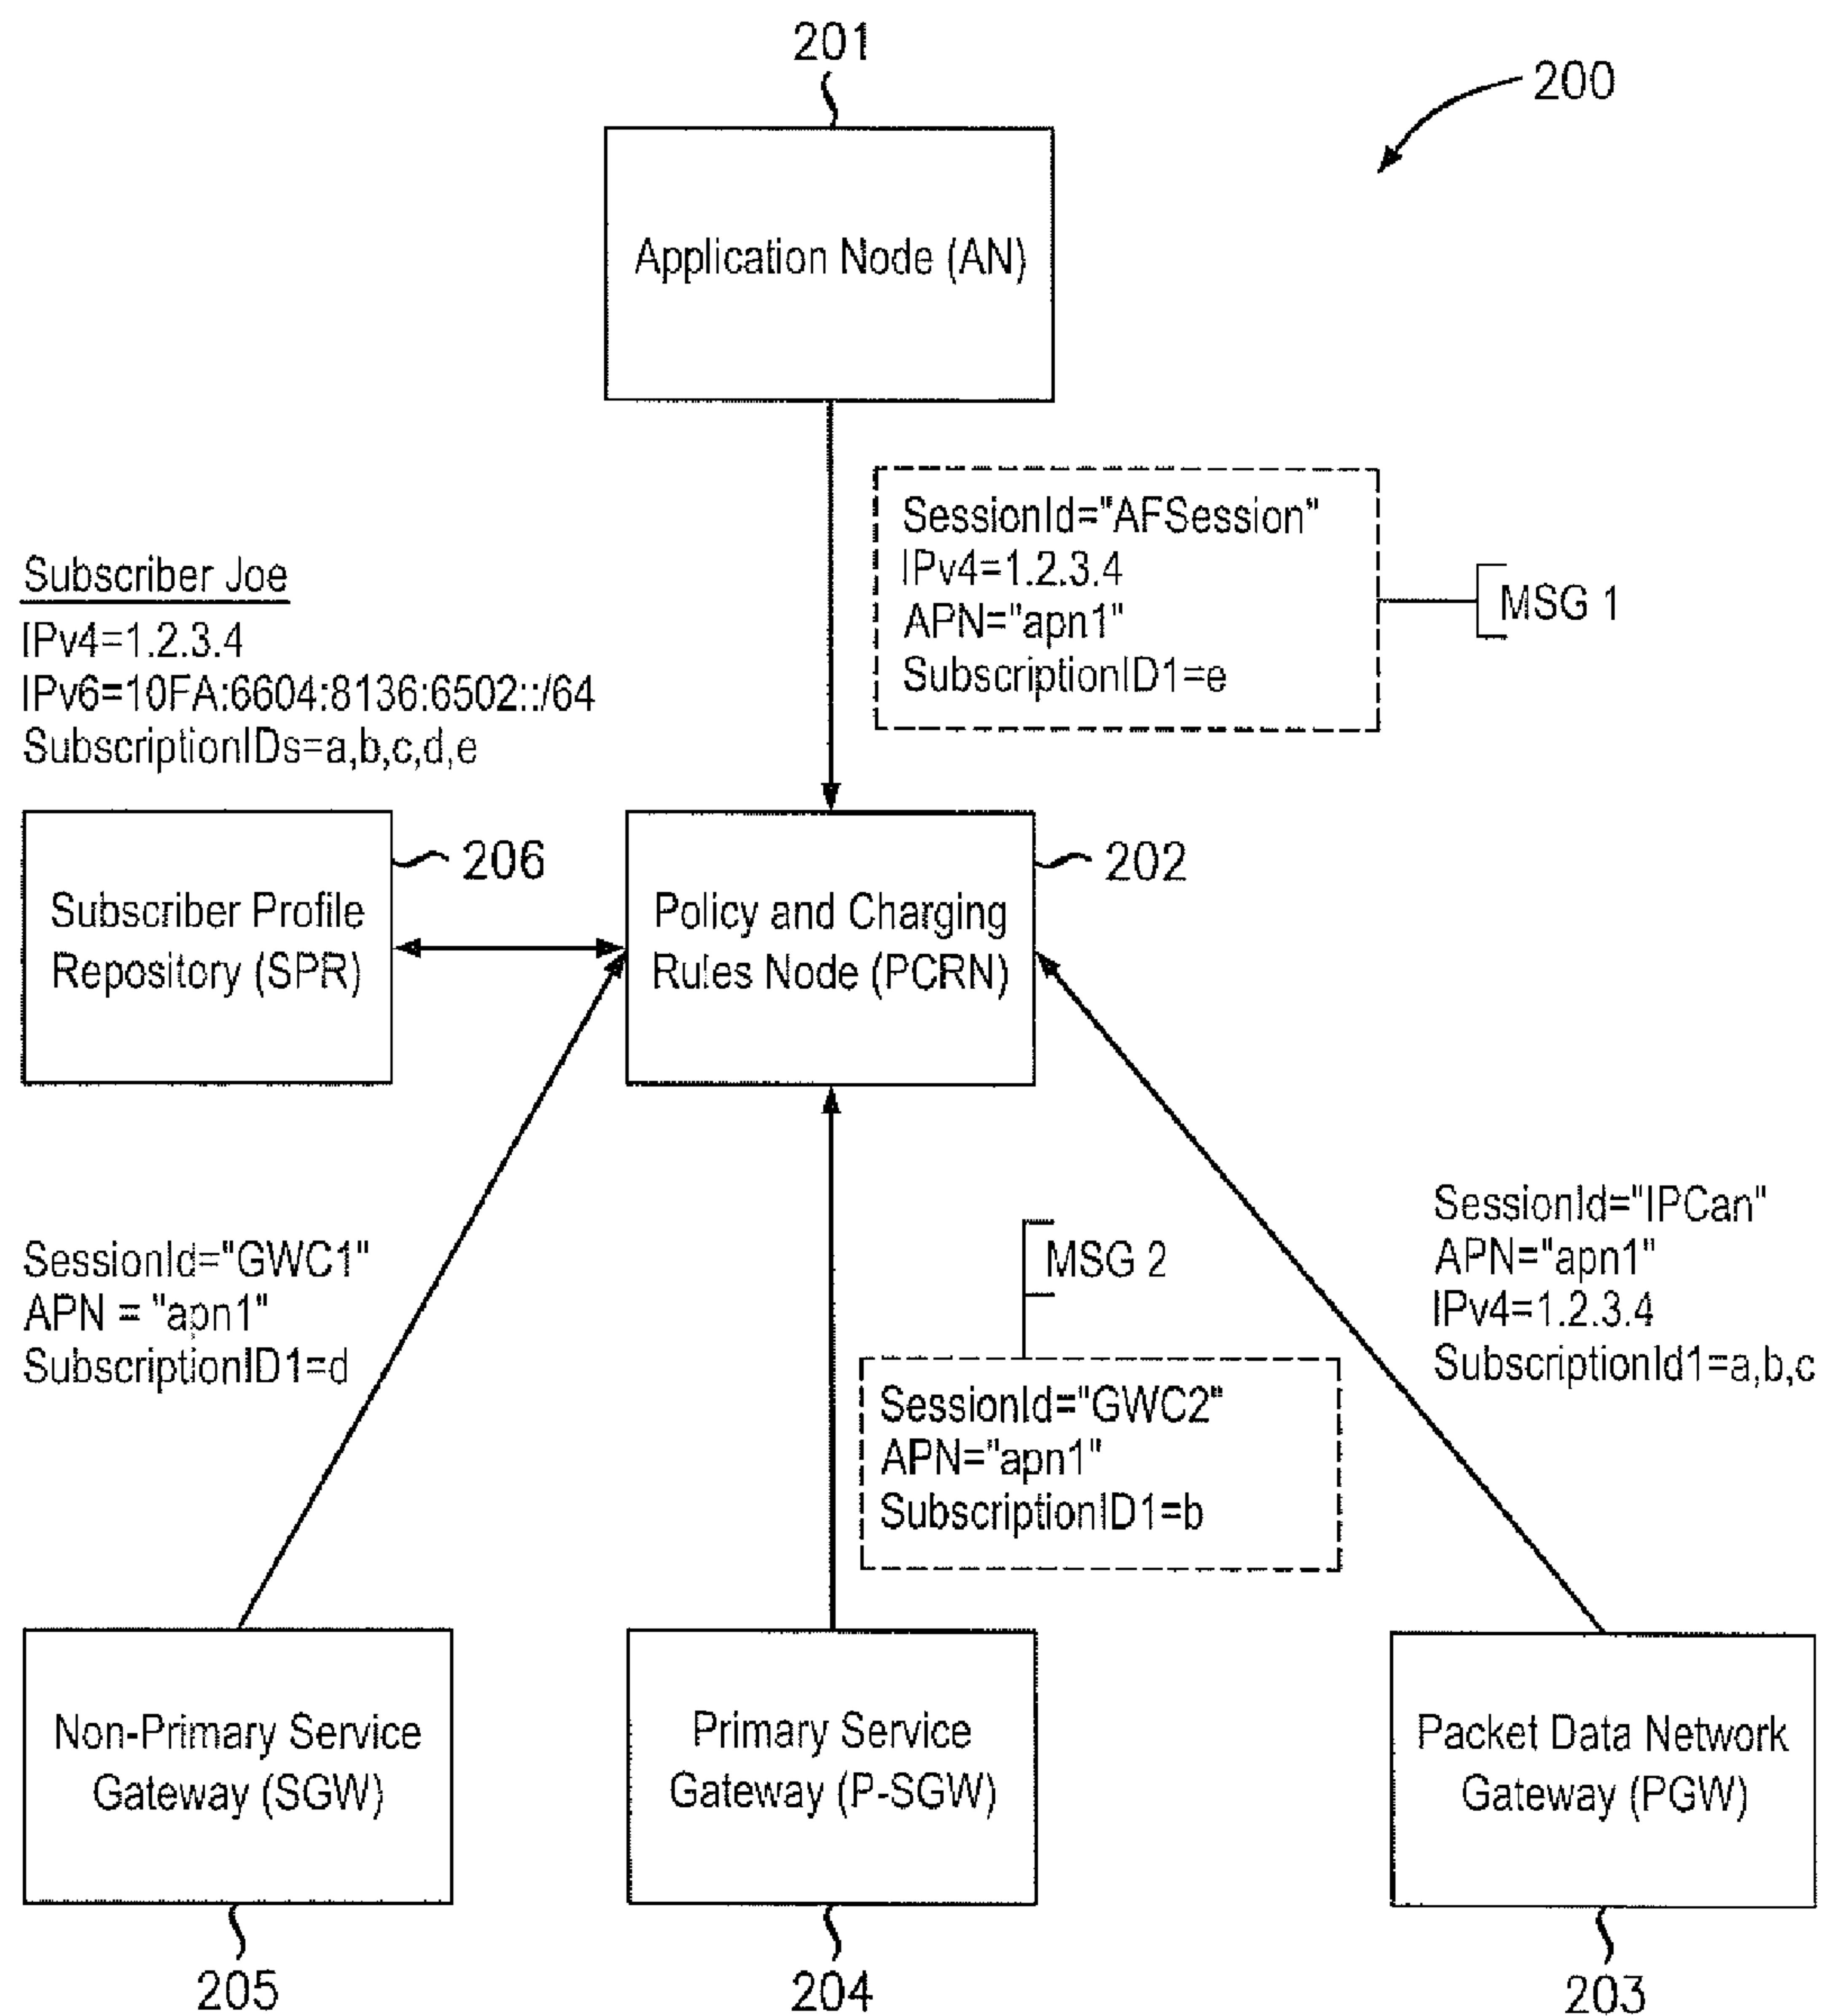 201
200
Application Node (AN)
SessionId="AFSession"
IPv4=1.2.3.4
APN="apn1"
SubscriptionID1=e
MSG 1
Subscriber Joe
IPv4=1.2.3.4
IPv6=10FA:6604:8136:6502::/64
SubscriptionIDs=a,b,c,d,e
206
202
Subscriber Profile
Repository (SPR)
Policy and Charging
Rules Node (PCRN)
SessionId="GWC1"
APN = "apn1"
SubscriptionID1=d
MSG 2
SessionId="GWC2"
APN="apn1"
SubscriptionID1=b
SessionId="IPCan"
APN="apn1"
IPv4=1.2.3.4
SubscriptionId1=a,b,c
Non-Primary Service
Gateway (SGW)
Primary Service
Gateway (P-SGW)
Packet Data Network
Gateway (PGW)
205
204
203